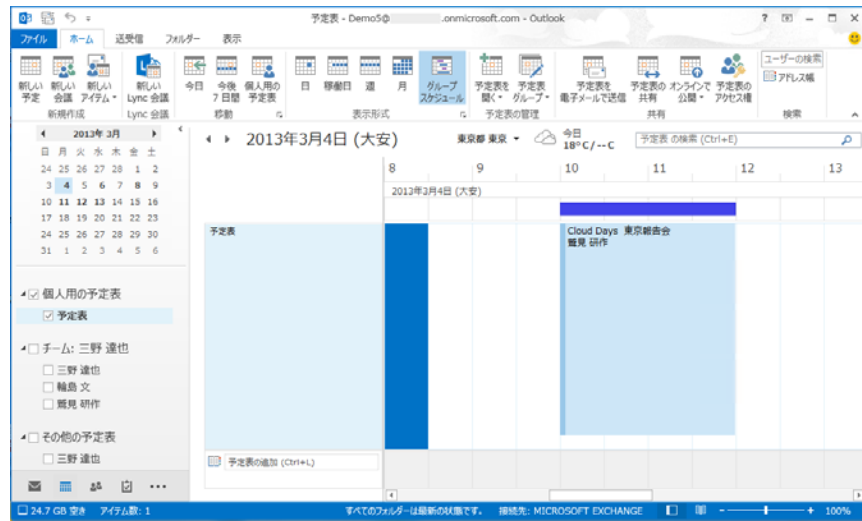 予定表 - Demo5@ .onmicrosoft.com - Outlook
ファイル ホーム 送受信 フォルダー 表示
新しい予定 新しい会議 新しいアイテム 新しい Lync 会議 今日 今後 7 日間 個人用の予定表 日 稼働日 週 月 グループ スケジュール 予定表を開く 予定表グループ 予定表を電子メールで送信 予定表の共有 オンラインで公開 予定表のアクセス権 ユーザーの検索
アドレス帳
新規作成 Lync 会議 移動 表示形式 予定表の管理 共有 検索
2013年 3月
日 月 火 水 木 金 土
24 25 26 27 28 1 2
3 4 5 6 7 8 9
10 11 12 13 14 15 16
17 18 19 20 21 22 23
24 25 26 27 28 29 30
31 1 2 3 4 5 6
個人用の予定表
予定表
チーム: 三野 達也
三野 達也
輪島 文
鷲見 研作
その他の予定表
三野 達也
2013年3月4日 (大安)
東京都 東京
今日
18°C/--C
予定表 の検索 (Ctrl+E)
8 9 10 11 12 13
2013年3月4日 (大安)
予定表
Cloud Days 東京報告会
鷲見 研作
予定表の追加 (Ctrl+L)
24.7 GB 空き アイテム数: 1
すべてのフォルダーは最新の状態です。 接続先: MICROSOFT EXCHANGE 100%